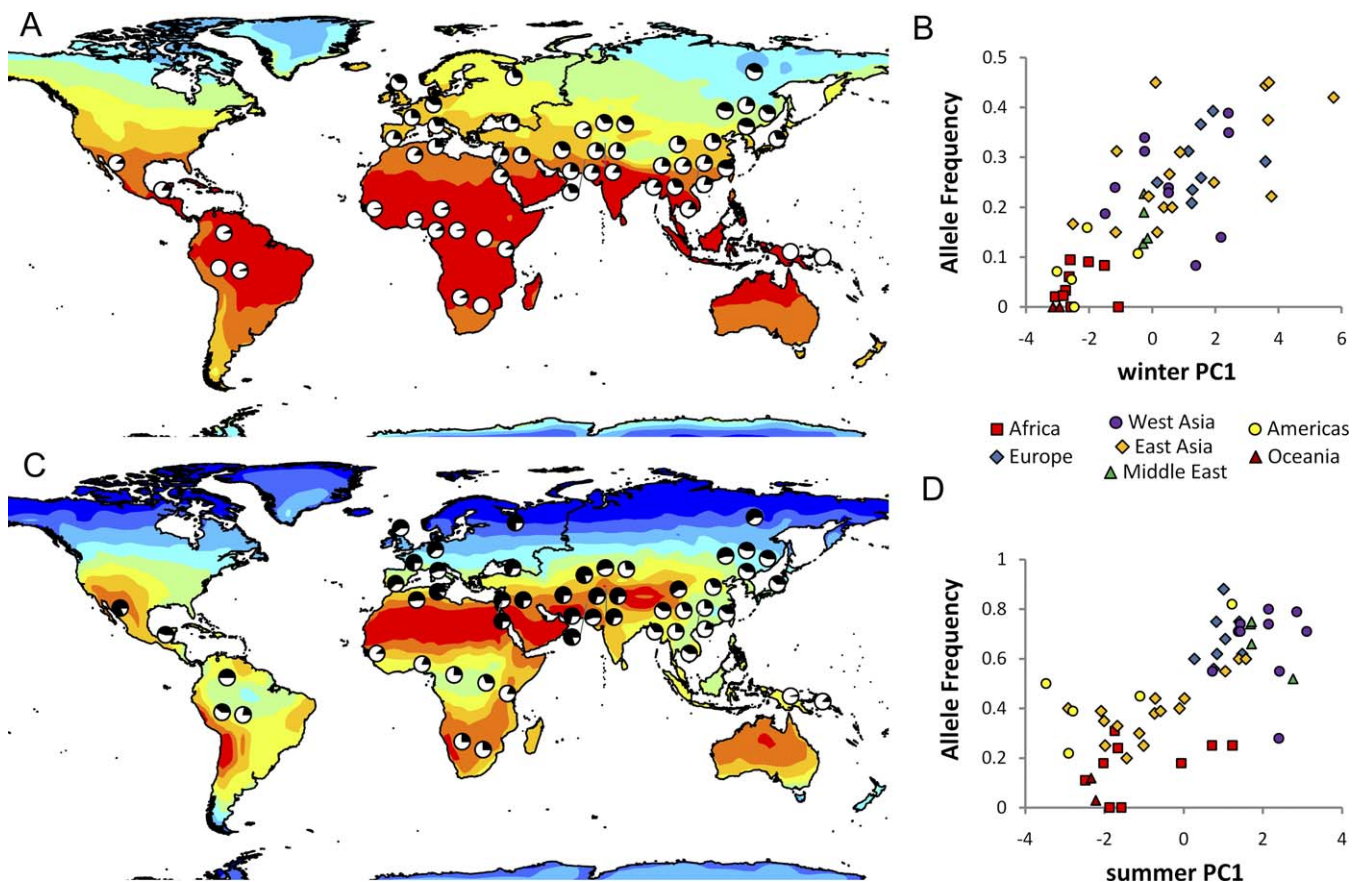 A
B
Allele Frequency
0.5
0.4
0.3
0.2
0.1
0
-4 -2 0 2 4 6
winter PC1
Africa West Asia Americas
Europe East Asia Oceania
Middle East
C
D
Allele Frequency
1
0.8
0.6
0.4
0.2
0
-4 -2 0 2 4
summer PC1